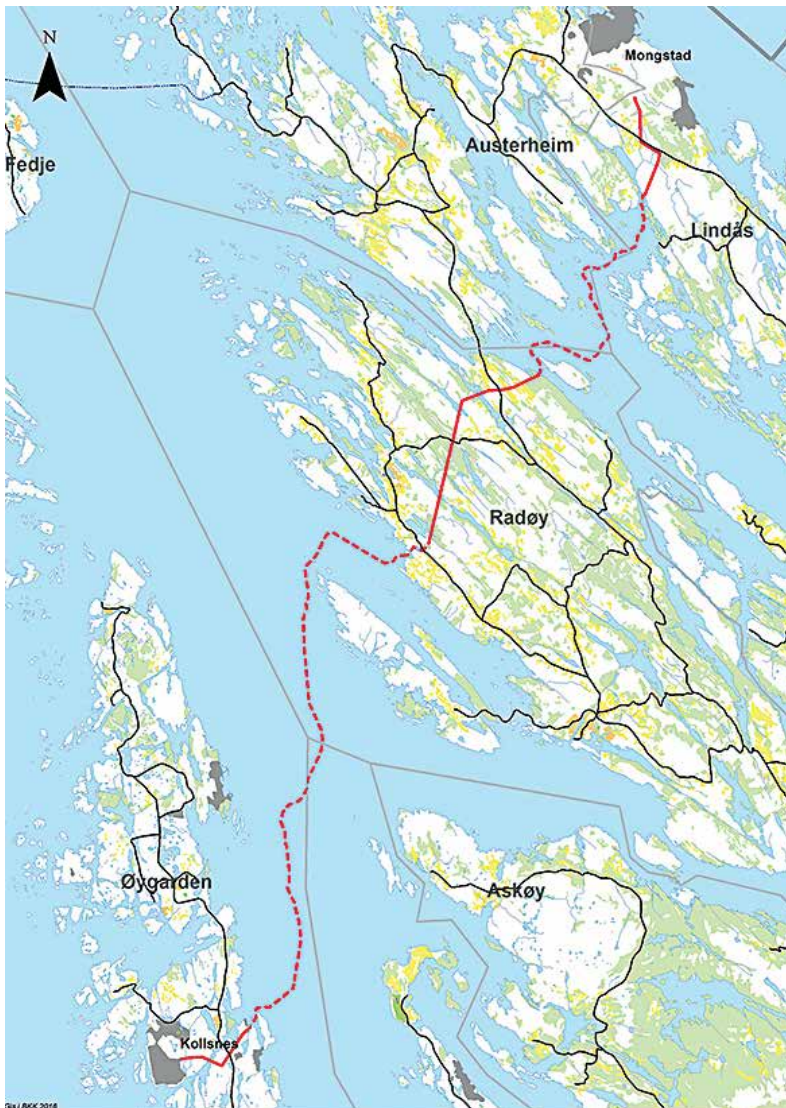 N
Mongstad
Austerheim
Fedje
Lindås
Radøy
Øygarden
Askøy
Kollsnes